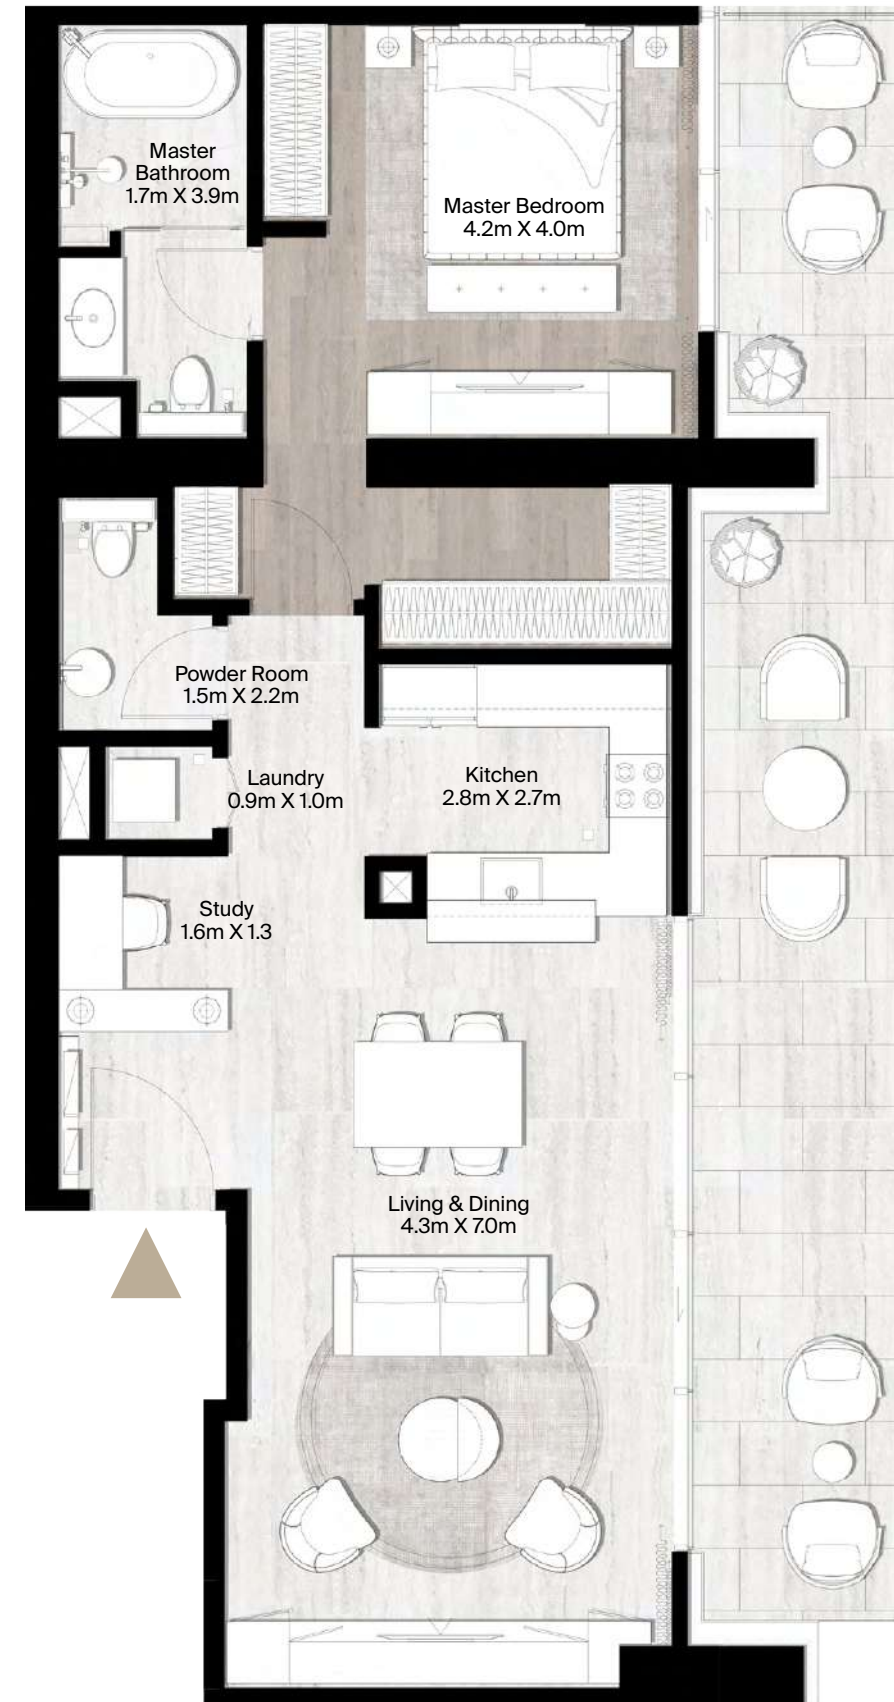 Master
Bathroom
1.7m X 3.9m
Master Bedroom
4.2m X 4.0m
Powder Room
1.5m X 2.2m
Laundry
0.9m X 1.0m
Kitchen
2.8m X 2.7m
Study
1.6m X 1.3
Living & Dining
4.3m X 7.0m